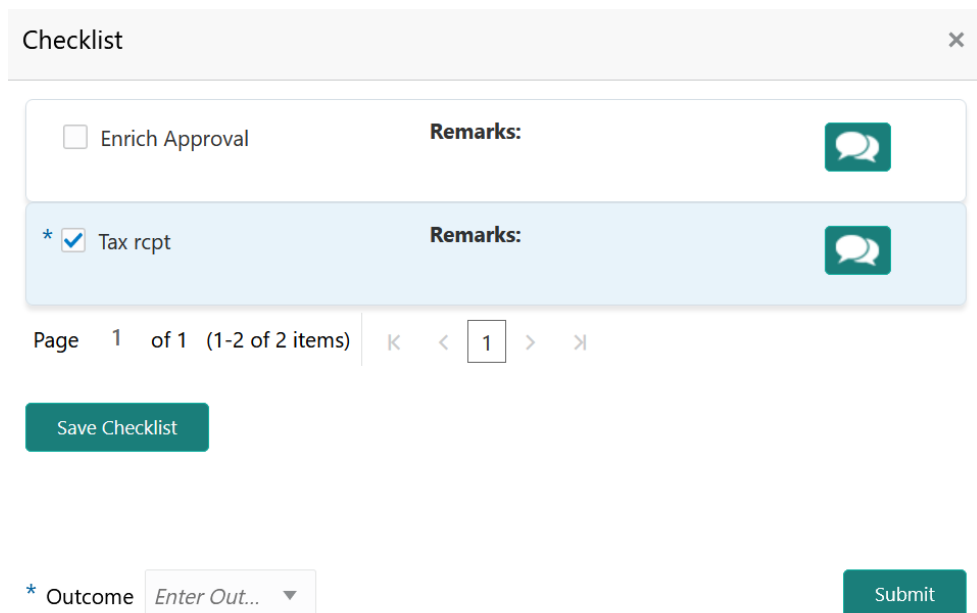 Checklist ×
Enrich Approval Remarks:
* Tax rcpt Remarks:
Page 1 of 1 (1-2 of 2 items) 1
Save Checklist
* Outcome Enter Out... Submit